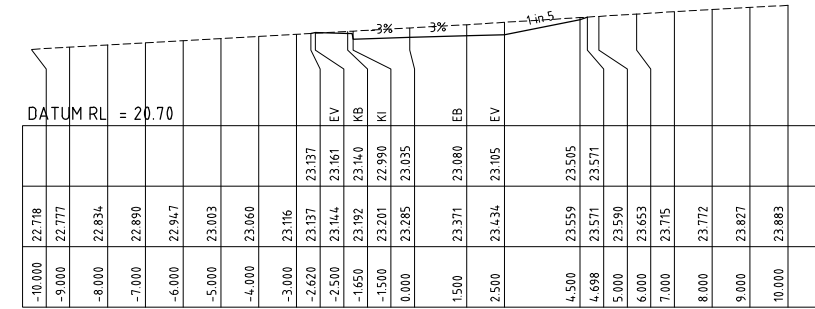 -3% 3% 1 in 5
DATUM RL = 20.70
EV KB KI EB EV
23.137 23.161 23.140 22.990 23.035 23.080 23.105 23.505 23.571
22.718 22.777 22.834 22.890 22.947 23.003 23.060 23.116 23.137 23.144 23.192 23.201 23.285 23.371 23.434 23.559 23.571 23.590 23.653 23.715 23.772 23.827 23.883
-10.000 -9.000 -8.000 -7.000 -6.000 -5.000 -4.000 -3.000 -2.620 -2.500 -1.650 -1.500 0.000 1.500 2.500 4.500 4.698 5.000 6.000 7.000 8.000 9.000 10.000